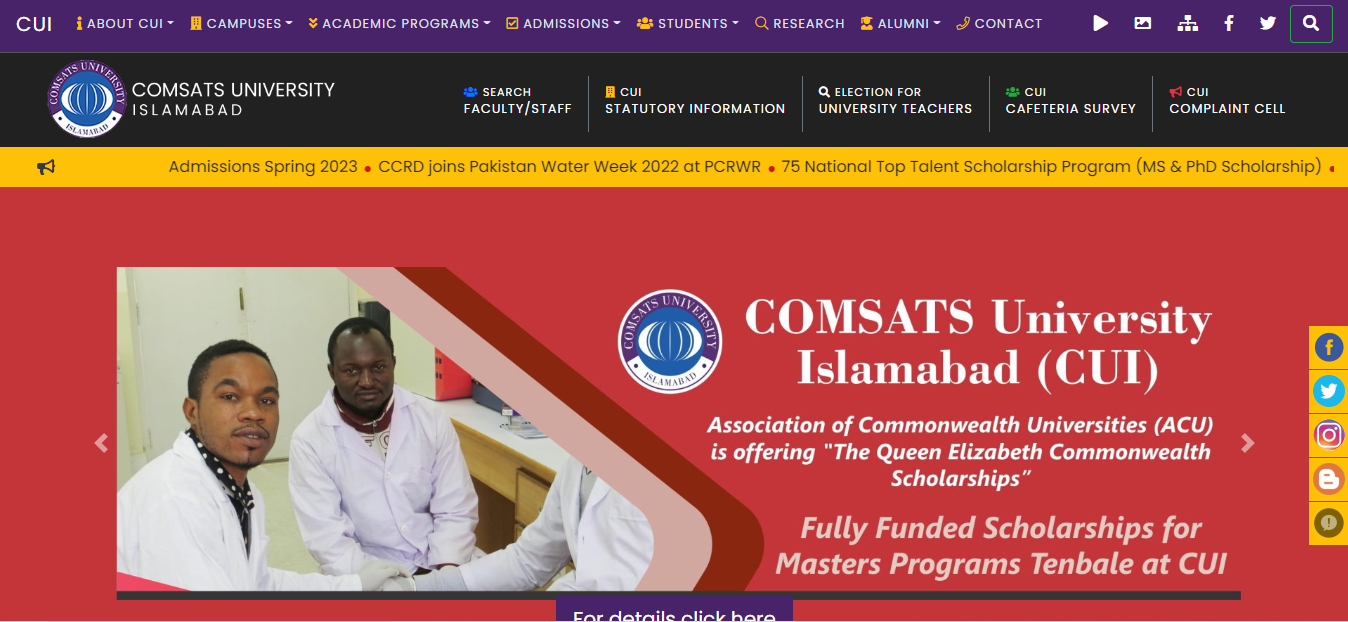 CUI ABOUT CUI CAMPUSES ACADEMIC PROGRAMS ADMISSIONS STUDENTS RESEARCH ALUMNI CONTACT
COMSATS UNIVERSITY
ISLAMABAD
COMSATS UNIVERSITY
ISLAMABAD
SEARCH
FACULTY/STAFF
CUI
STATUTORY INFORMATION
ELECTION FOR
UNIVERSITY TEACHERS
CUI
CAFETERIA SURVEY
CUI
COMPLAINT CELL
Admissions Spring 2023 • CCRD joins Pakistan Water Week 2022 at PCRWR • 75 National Top Talent Scholarship Program (MS & PhD Scholarship) •
COMSATS UNIVERSITY
ISLAMABAD
COMSATS University
Islamabad (CUI)
Association of Commonwealth Universities (ACU)
is offering "The Queen Elizabeth Commonwealth
Scholarships"
Fully Funded Scholarships for
Masters Programs Tenbale at CUI
For details click here